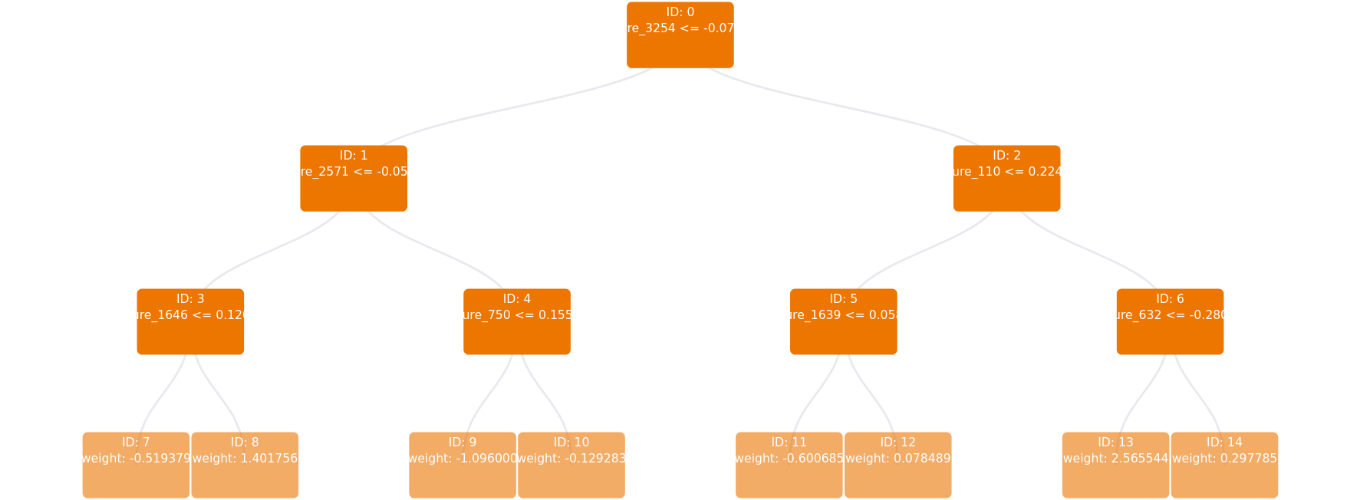 ID: 0
re_3254 <= -0.07
ID: 1
re_2571 <= -0.05
ID: 2
ure_110 <= 0.224
ID: 3
ure_1646 <= 0.120
ID: 4
ure_750 <= 0.155
ID: 5
ure_1639 <= 0.058
ID: 6
ure_632 <= -0.280
ID: 7
weight: -0.519379
ID: 8
weight: 1.401756
ID: 9
weight: -1.096000
ID: 10
weight: -0.129283
ID: 11
weight: -0.600685
ID: 12
weight: 0.078489
ID: 13
weight: 2.565544
ID: 14
weight: 0.297785